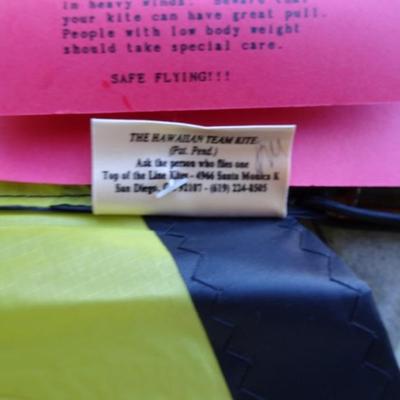 in heavy winds. Beware that
your kite can have great pull.
People with low body weight
should take special care.
SAFE FLYING!!!
THE HAWAIIAN TEAM KITE
(Pat. Pend.)
Ask the person who flies one
Top of the Line Kites - 4966 Santa Monica
San Diego, 92107 - (619) 224-8505